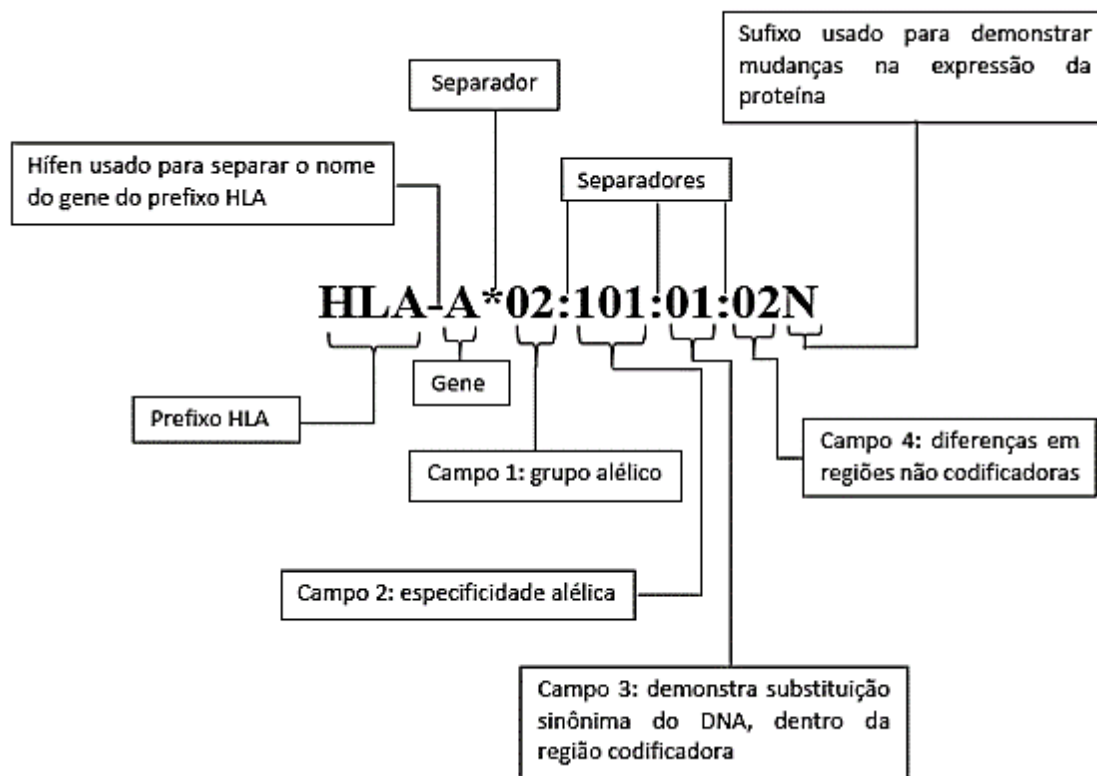 Sufixo usado para demonstrar
mudanças na expressão da
proteína
Separador
Hífen usado para separar o nome
do gene do prefixo HLA
Separadores
HLA-A*02:101:01:02N
Gene
Prefixo HLA
Campo 1: grupo alélico
Campo 4: diferenças em
regiões não codificadoras
Campo 2: especificidade alélica
Campo 3: demonstra substituição
sinônima do DNA, dentro da
região codificadora